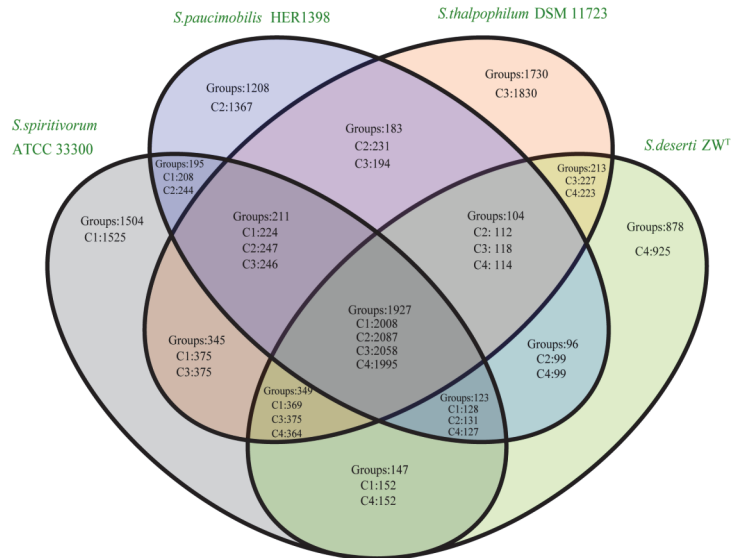 S.paucimobilis HER1398
S.thalpophilum DSM 11723
S.spiritivorum
ATCC 33300
S.deserti ZWᵀ
Groups:1208
C2:1367
Groups:1730
C3:1830
Groups:183
C2:231
C3:194
Groups:195
C1:208
C2:244
Groups:213
C3:227
C4:223
Groups:1504
C1:1525
Groups:211
C1:224
C2:247
C3:246
Groups:104
C2: 112
C3: 118
C4: 114
Groups:878
C4:925
Groups:1927
C1:2008
C2:2087
C3:2058
C4:1995
Groups:345
C1:375
C3:375
Groups:96
C2:99
C4:99
Groups:349
C1:369
C3:375
C4:364
Groups:123
C1:128
C2:131
C4:127
Groups:147
C1:152
C4:152